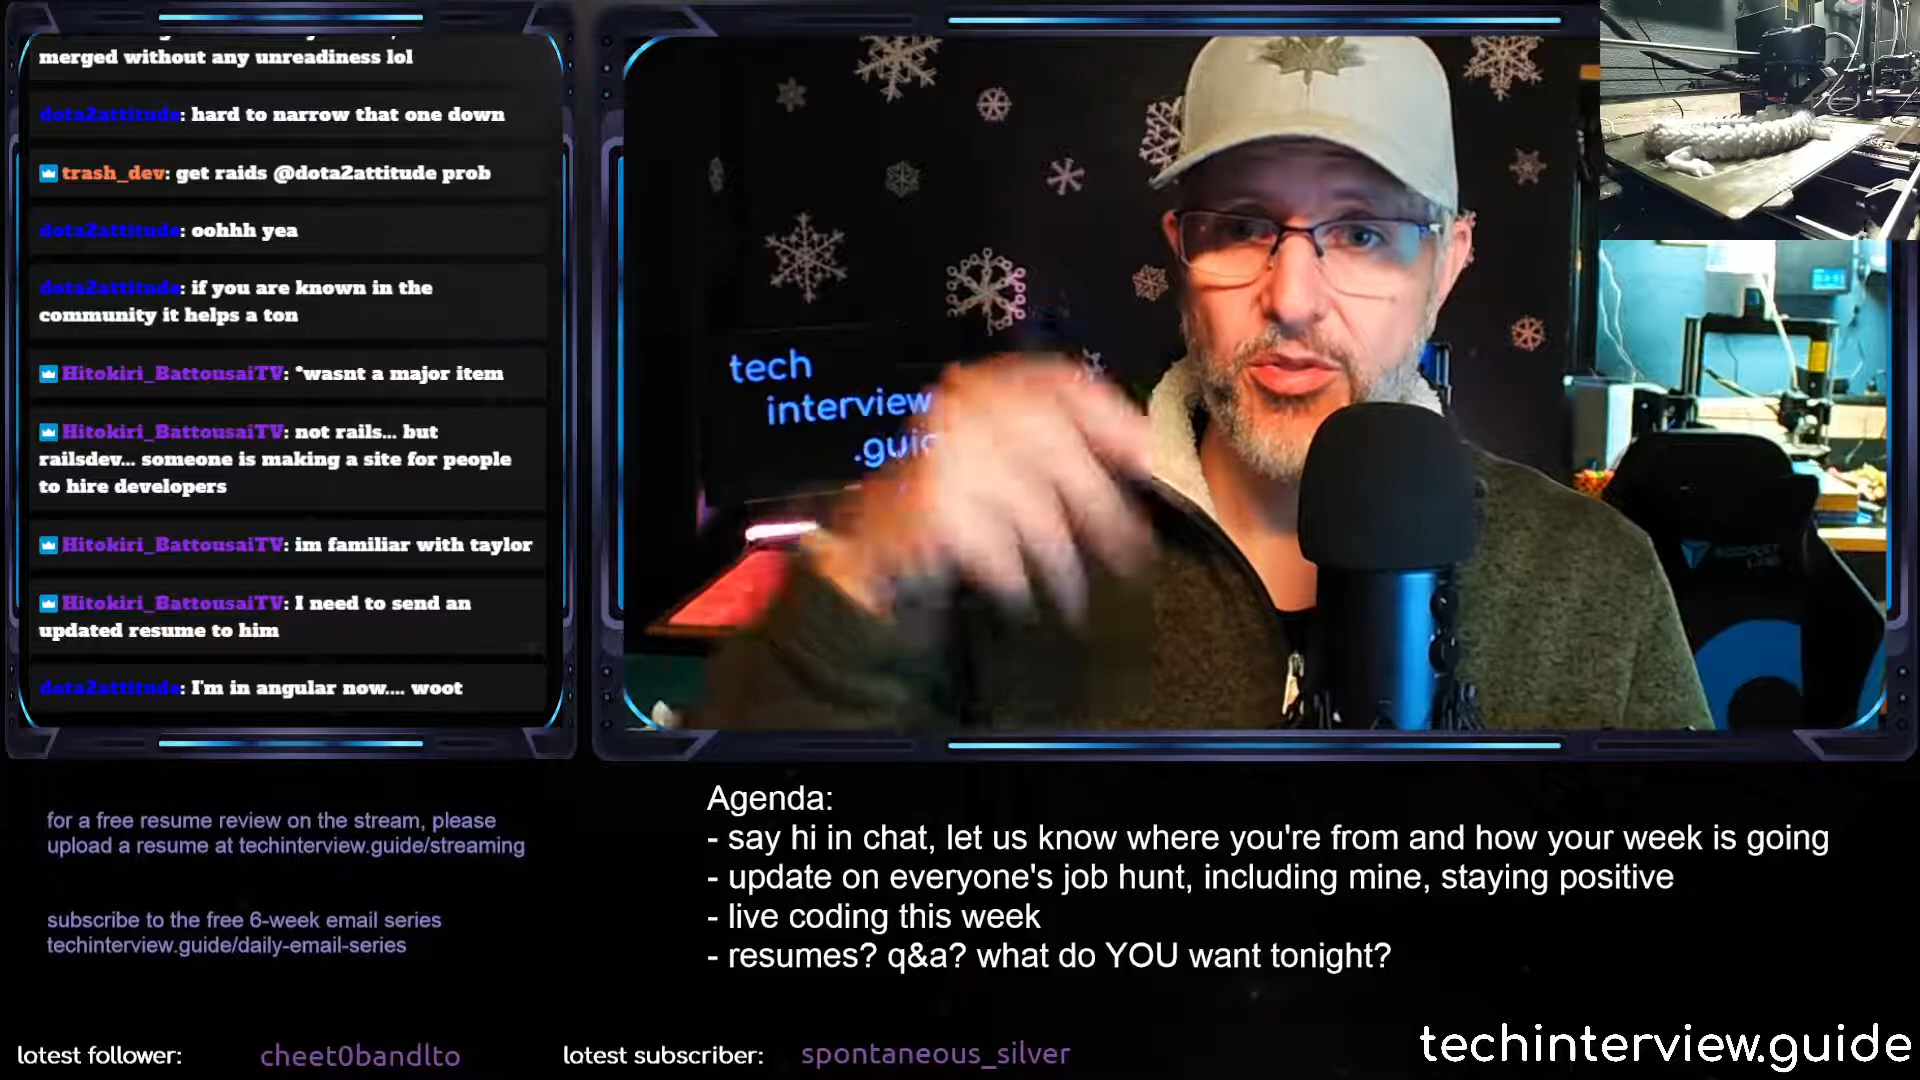 merged without any unreadiness lol
dota2attitude: hard to narrow that one down
trash_dev: get raids @dota2attitude prob
dota2attitude: oohhh yea
dota2attitude: if you are known in the
community it helps a ton
Hitokiri_BattousaiTV: *wasnt a major item
Hitokiri_BattousaiTV: not rails... but
railsdev... someone is making a site for people
to hire developers
Hitokiri_BattousaiTV: im familiar with taylor
Hitokiri_BattousaiTV: I need to send an
updated resume to him
dota2attitude: I'm in angular now.... woot
tech
interview
.guid
for a free resume review on the stream, please
upload a resume at techinterview.guide/streaming
subscribe to the free 6-week email series
techinterview.guide/daily-email-series
Agenda:
- say hi in chat, let us know where you're from and how your week is going
- update on everyone's job hunt, including mine, staying positive
- live coding this week
- resumes? q&a? what do YOU want tonight?
latest follower: cheet0bandlto
latest subscriber: spontaneous_silver
techinterview.guide